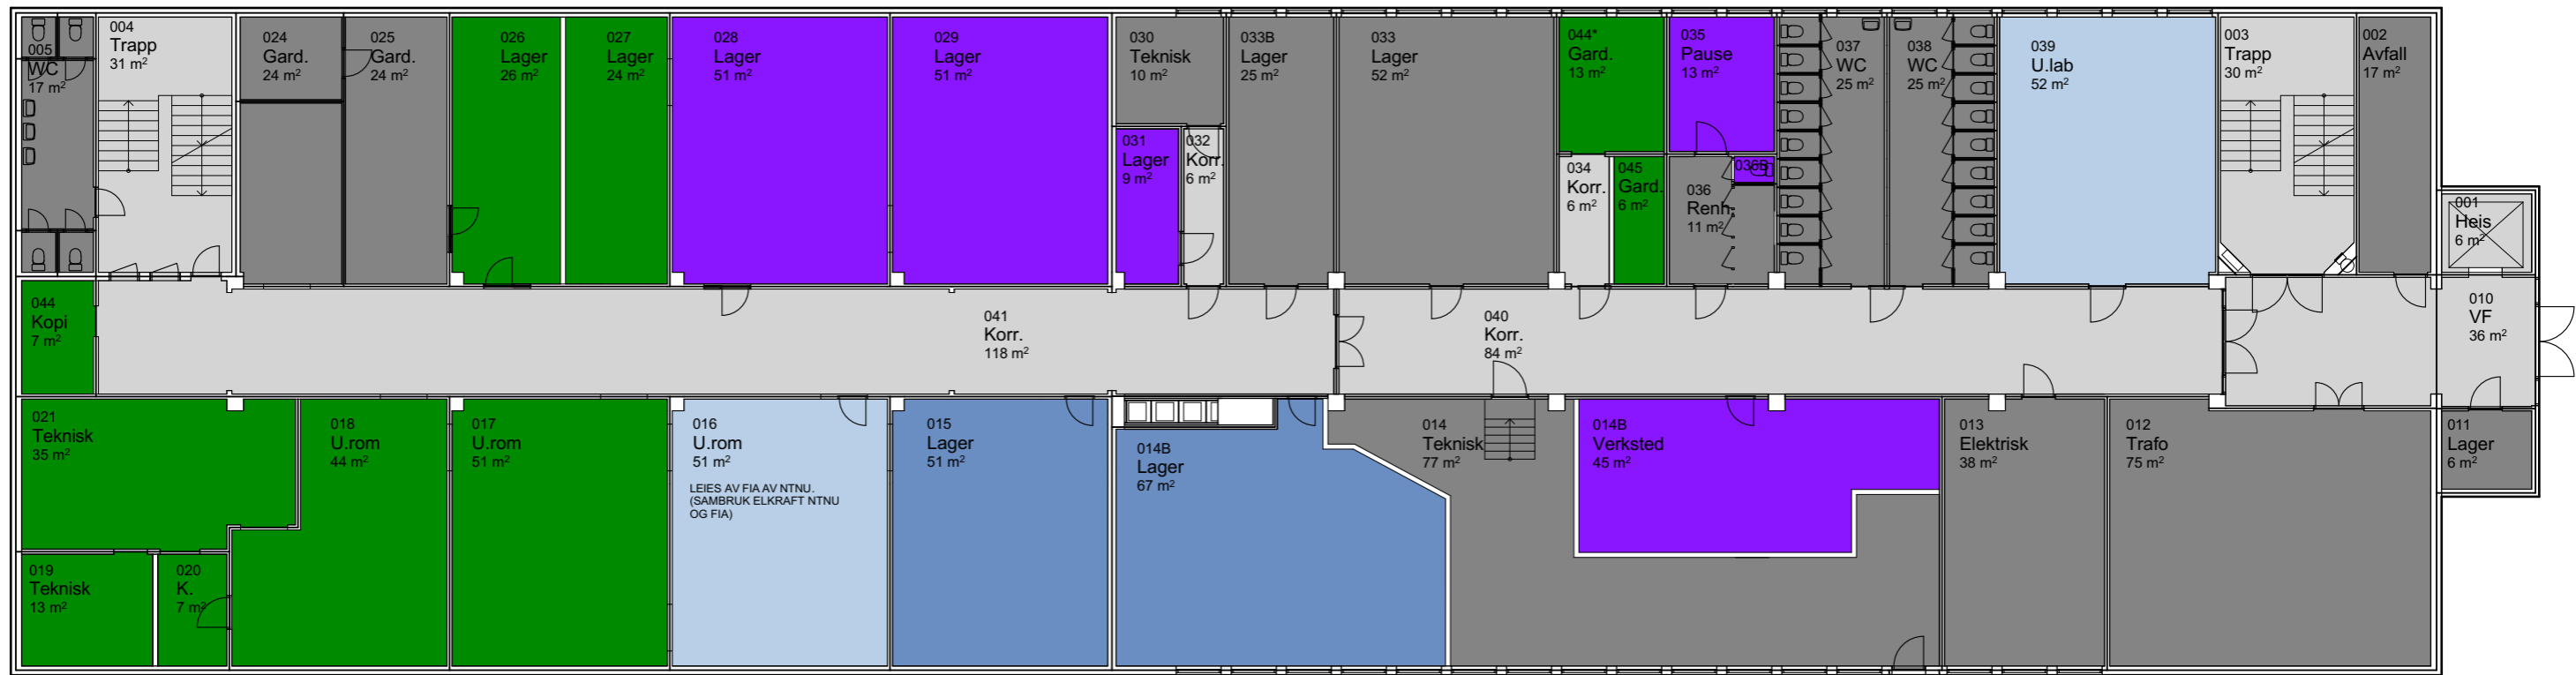 005
WC
17 m²
004
Trapp
31 m²
024
Gard.
24 m²
025
Gard.
24 m²
026
Lager
26 m²
027
Lager
24 m²
028
Lager
51 m²
029
Lager
51 m²
030
Teknisk
10 m²
033B
Lager
25 m²
033
Lager
52 m²
044*
Gard.
13 m²
035
Pause
13 m²
037
WC
25 m²
038
WC
25 m²
039
U.lab
52 m²
003
Trapp
30 m²
002
Avfall
17 m²
031
Lager
9 m²
032
Korr.
6 m²
034
Korr.
6 m²
045
Gard.
6 m²
036
Renh.
11 m²
036B
001
Heis
6 m²
044
Kopi
7 m²
041
Korr.
118 m²
040
Korr.
84 m²
010
VF
36 m²
021
Teknisk
35 m²
018
U.rom
44 m²
017
U.rom
51 m²
016
U.rom
51 m²
LEIES AV FIA AV NTNU.
(SAMBRUK ELKRAFT NTNU
OG FIA)
015
Lager
51 m²
014B
Lager
67 m²
014
Teknisk
77 m²
014B
Verksted
45 m²
013
Elektrisk
38 m²
012
Trafo
75 m²
011
Lager
6 m²
019
Teknisk
13 m²
020
K.
7 m²